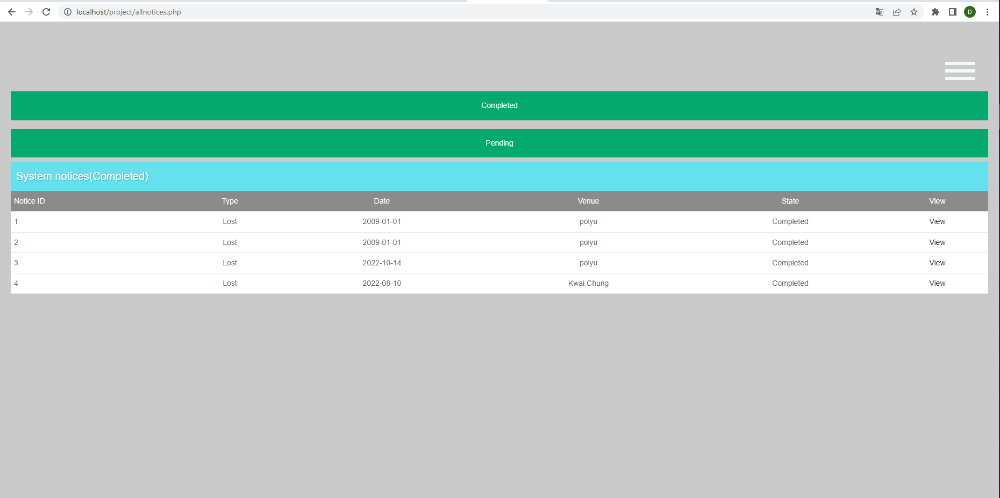 localhost/project/allnotices.php
D
Completed
Pending
System notices(Completed)
Notice ID Type Date Venue State View
1 Lost 2009-01-01 polyu Completed View
2 Lost 2009-01-01 polyu Completed View
3 Lost 2022-10-14 polyu Completed View
4 Lost 2022-08-10 Kwai Chung Completed View